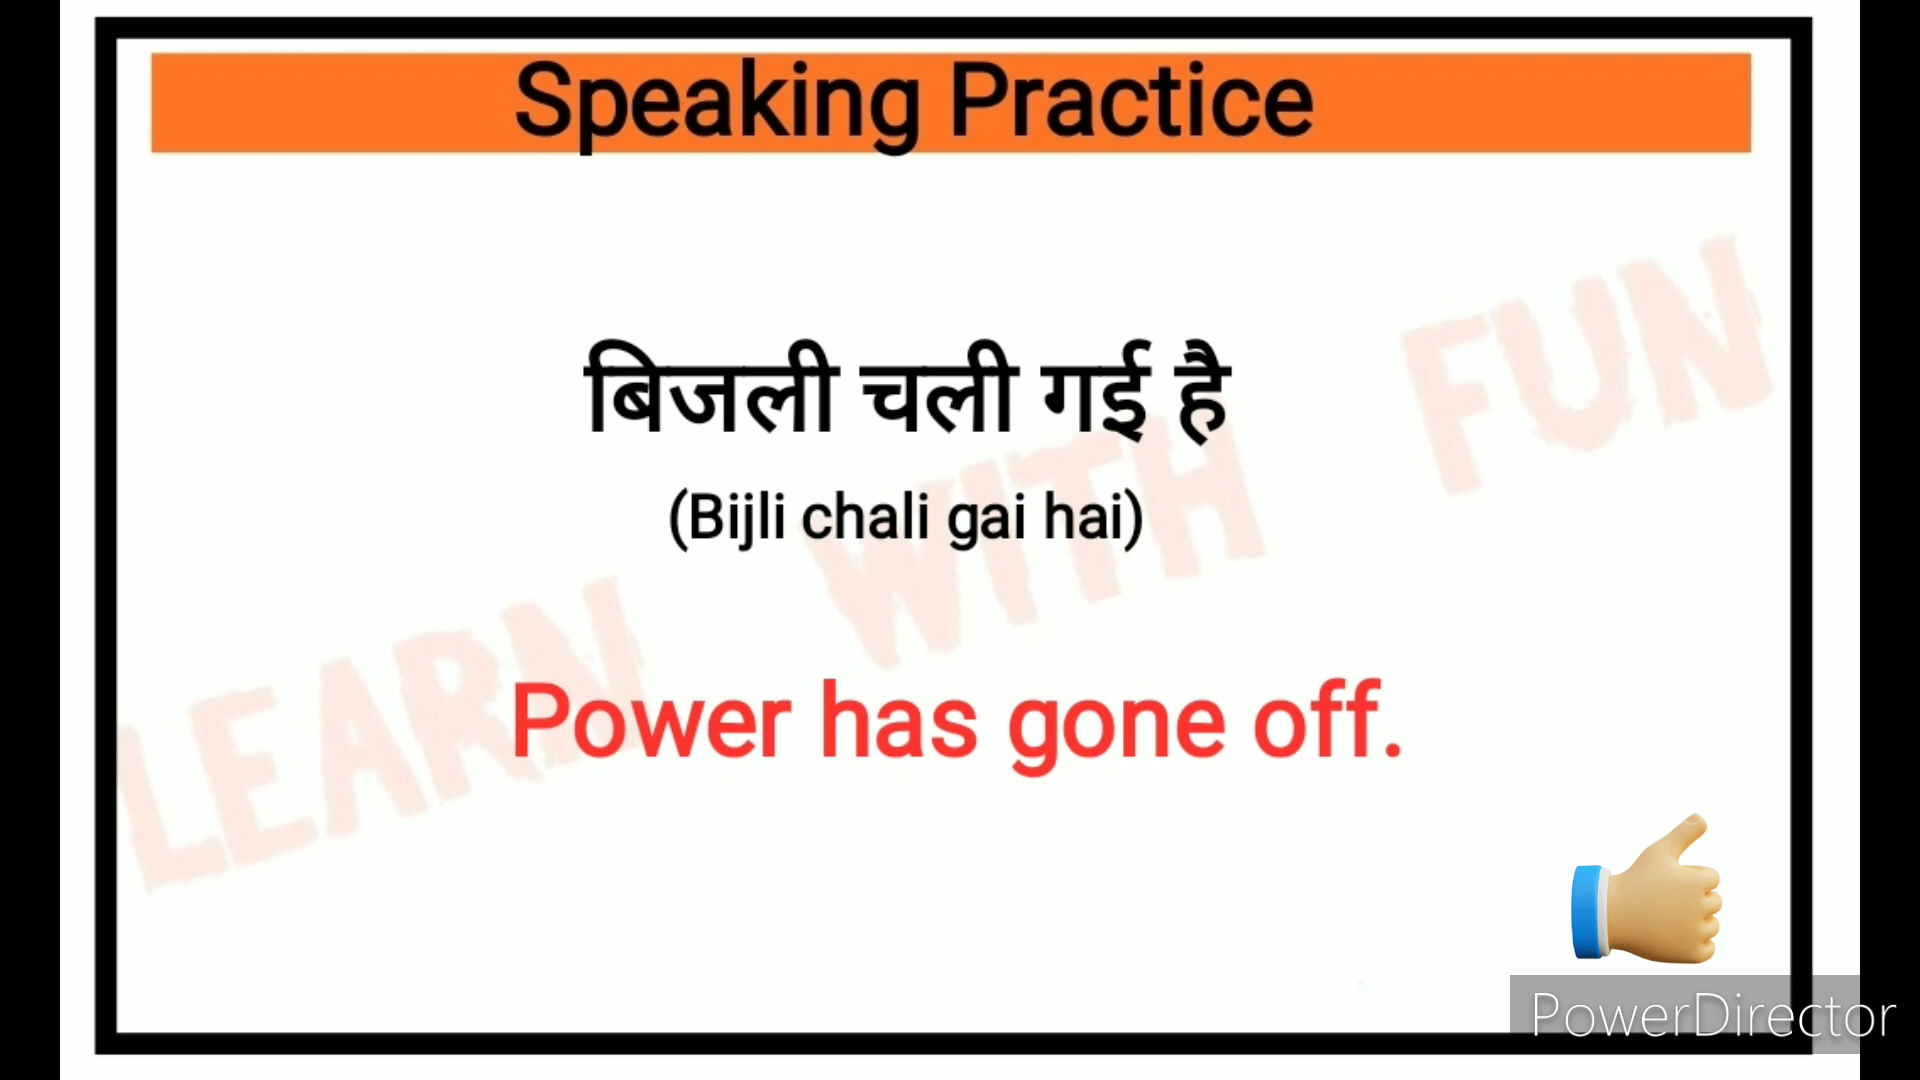 Speaking Practice
बिजली चली गई है
(Bijli chali gai hai)
LEARN WITH FUN
Power has gone off.
PowerDirector